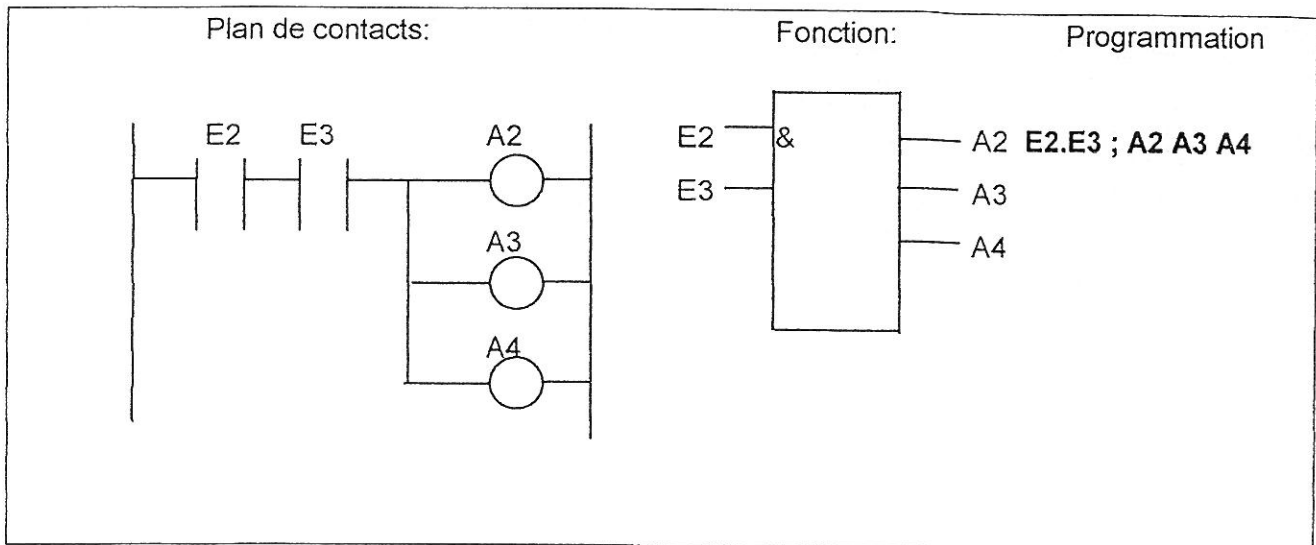 Plan de contacts:
Fonction:
Programmation
E2 E3 A2
A3
A4
E2 & A2 E2.E3 ; A2 A3 A4
E3 A3
A4